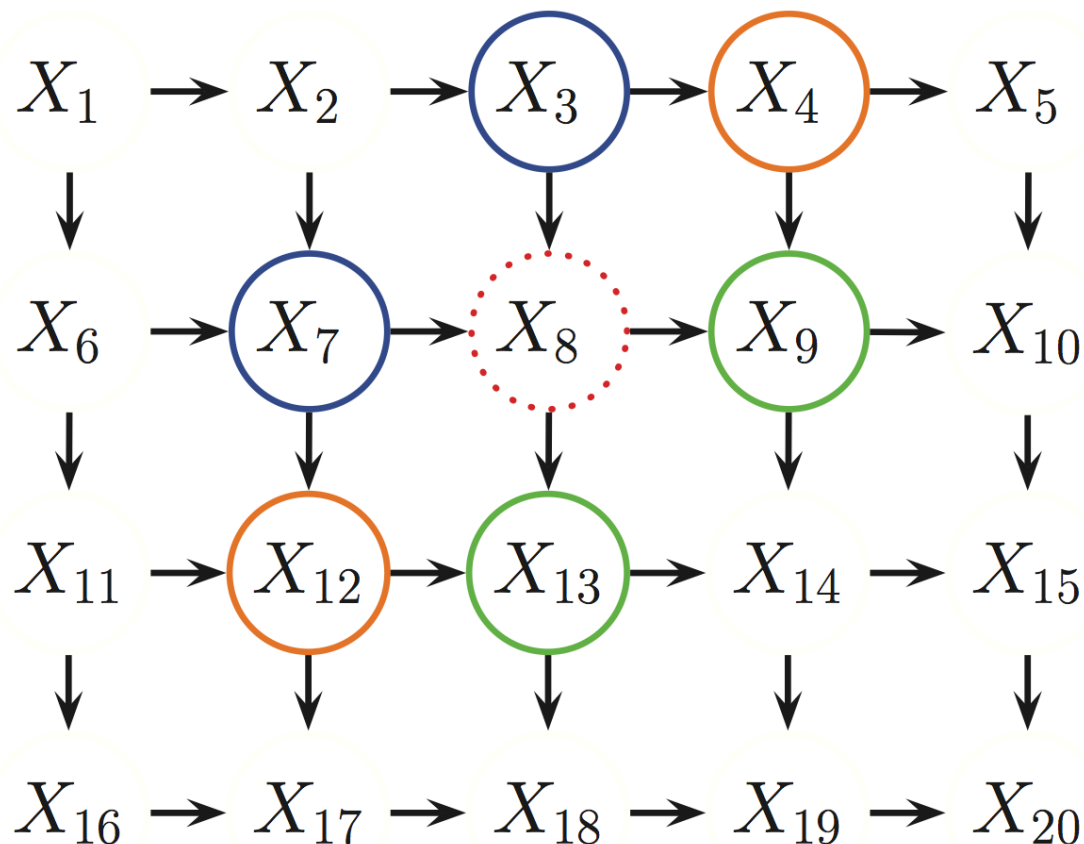 X₁ X₂ X₃ X₄ X₅
X₆ X₇ X₈ X₉ X₁₀
X₁₁ X₁₂ X₁₃ X₁₄ X₁₅
X₁₆ X₁₇ X₁₈ X₁₉ X₂₀